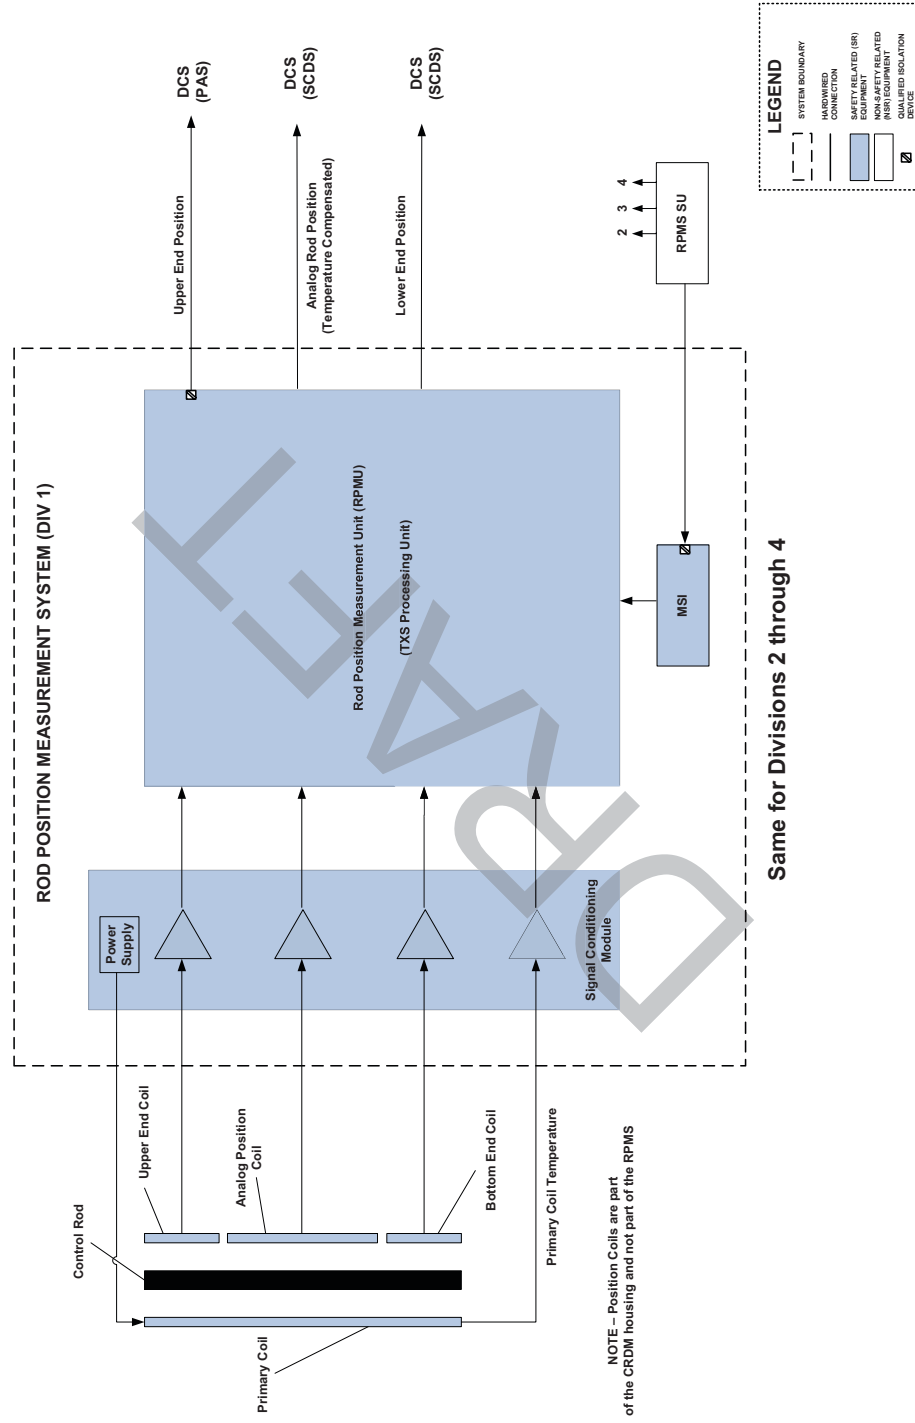 ROD POSITION MEASUREMENT SYSTEM (DIV 1)
Control Rod
Upper End Coil
Analog Position
Coil
Bottom End Coil
Primary Coil
Primary Coil Temperature
Power
Supply
Signal Conditioning
Module
Rod Position Measurement Unit (RPMU)
(TXS Processing Unit)
Upper End Position
DCS
(PAS)
Analog Rod Position
(Temperature Compensated)
DCS
(SCDS)
Lower End Position
DCS
(SCDS)
MSI
RPMS SU
2
3
4
NOTE – Position Coils are part
of the CRDM housing and not part of the RPMS
Same for Divisions 2 through 4
LEGEND
SYSTEM BOUNDARY
HARDWIRED
CONNECTION
SAFETY RELATED (SR)
EQUIPMENT
NON-SAFETY RELATED
(NSR) EQUIPMENT
QUALIFIED ISOLATION
DEVICE
DRAFT